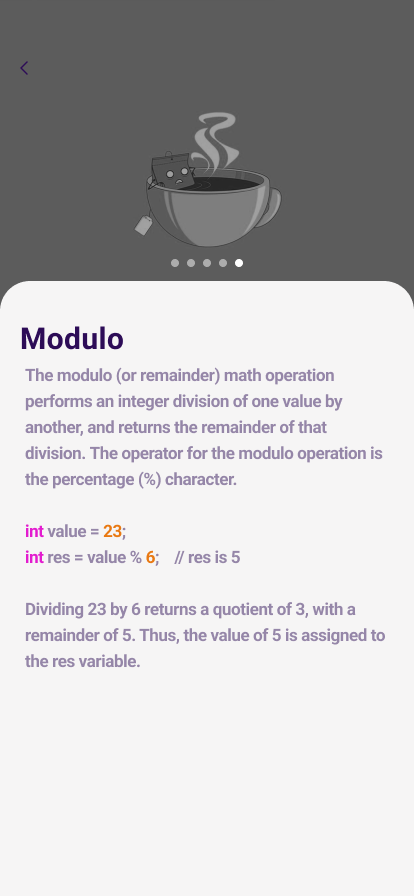 Modulo
The modulo (or remainder) math operation
performs an integer division of one value by
another, and returns the remainder of that
division. The operator for the modulo operation is
the percentage (%) character.
int value = 23;
int res = value % 6;    // res is 5
Dividing 23 by 6 returns a quotient of 3, with a
remainder of 5. Thus, the value of 5 is assigned to
the res variable.